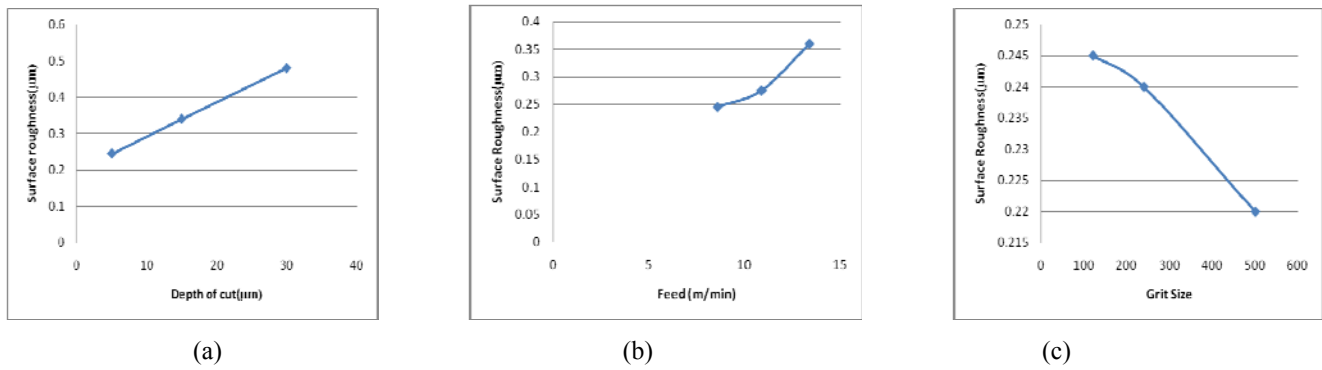 0.6
0.5
0.4
0.3
0.2
0.1
0
0 10 20 30 40
Surface roughness(μm)
Depth of cut(μm)
(a)
0.4
0.35
0.3
0.25
0.2
0.15
0.1
0.05
0
0 5 10 15
Surface Roughness(μm)
Feed (m/min)
(b)
0.25
0.245
0.24
0.235
0.23
0.225
0.22
0.215
0 100 200 300 400 500 600
Surface Roughness(μm)
Grit Size
(c)